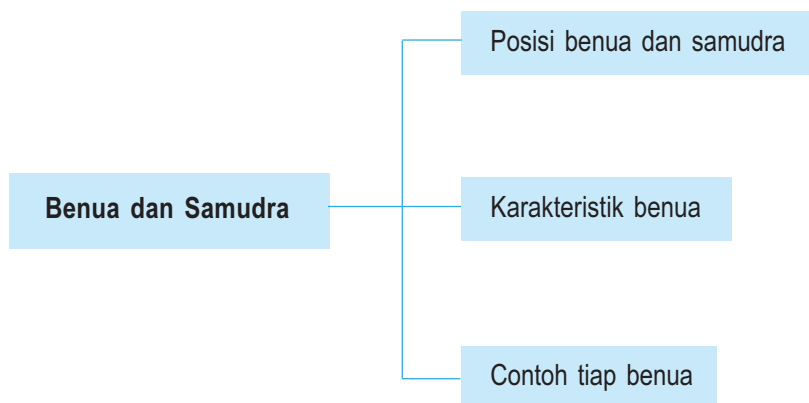 Posisi benua dan samudra
Benua dan Samudra
Karakteristik benua
Contoh tiap benua